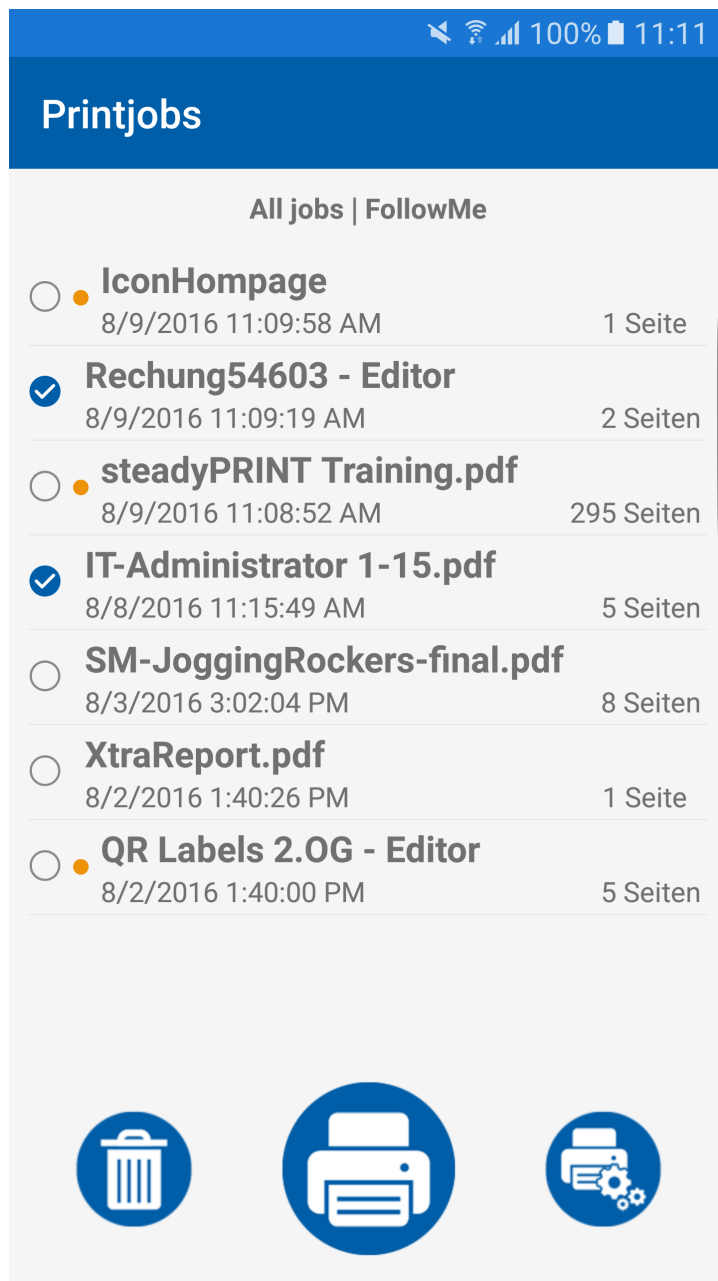 100% 11:11
Printjobs
All jobs | FollowMe
IconHompage
8/9/2016 11:09:58 AM 1 Seite
Rechung54603 - Editor
8/9/2016 11:09:19 AM 2 Seiten
steadyPRINT Training.pdf
8/9/2016 11:08:52 AM 295 Seiten
IT-Administrator 1-15.pdf
8/8/2016 11:15:49 AM 5 Seiten
SM-JoggingRockers-final.pdf
8/3/2016 3:02:04 PM 8 Seiten
XtraReport.pdf
8/2/2016 1:40:26 PM 1 Seite
QR Labels 2.OG - Editor
8/2/2016 1:40:00 PM 5 Seiten